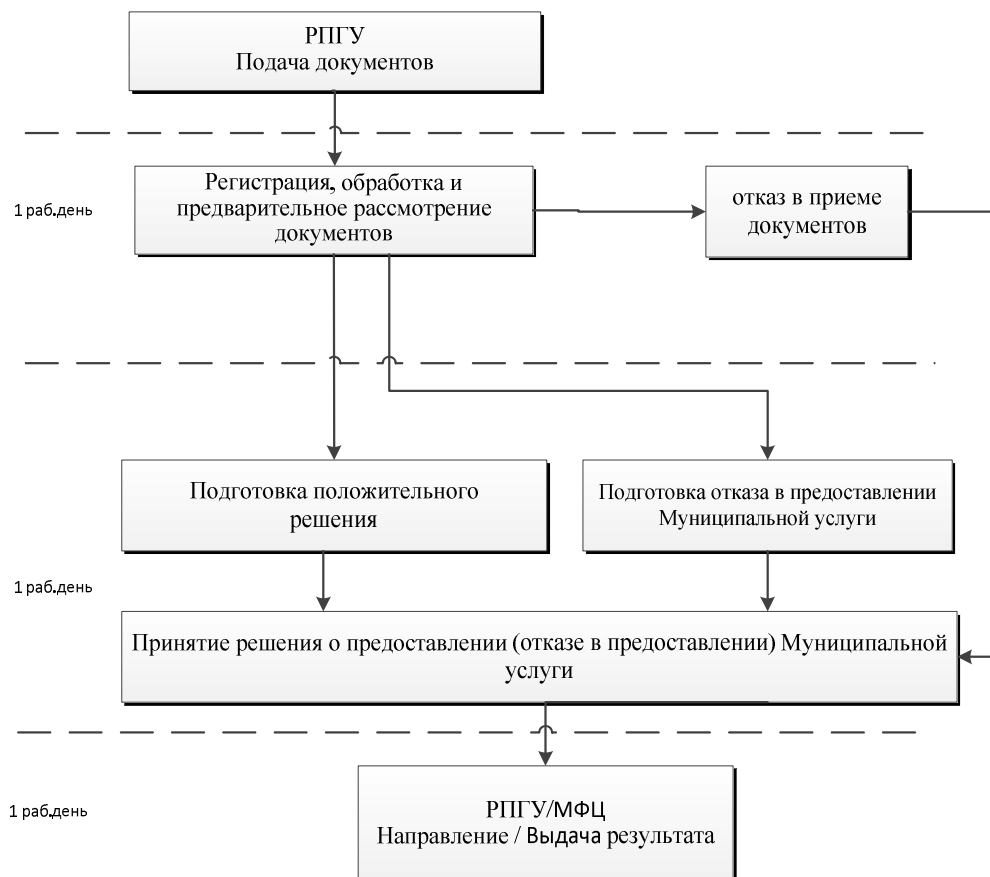 РПГУ
Подача документов
1 раб.день
Регистрация, обработка и
предварительное рассмотрение
документов
отказ в приеме
документов
Подготовка положительного
решения
Подготовка отказа в предоставлении
Муниципальной услуги
1 раб.день
Принятие решения о предоставлении (отказе в предоставлении) Муниципальной
услуги
1 раб.день
РПГУ/МФЦ
Направление / Выдача результата